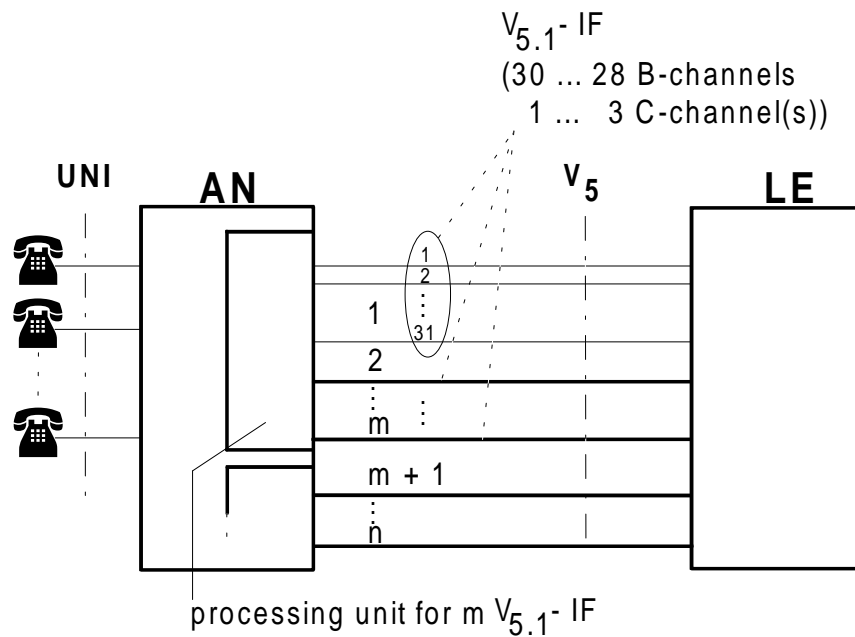 V5.1- IF
(30 ... 28 B-channels
1 ... 3 C-channel(s))
UNI
AN
V5
LE
1
2
⋮
31
1
2
⋮
m
⋮
m + 1
⋮
n
processing unit for m V5.1- IF